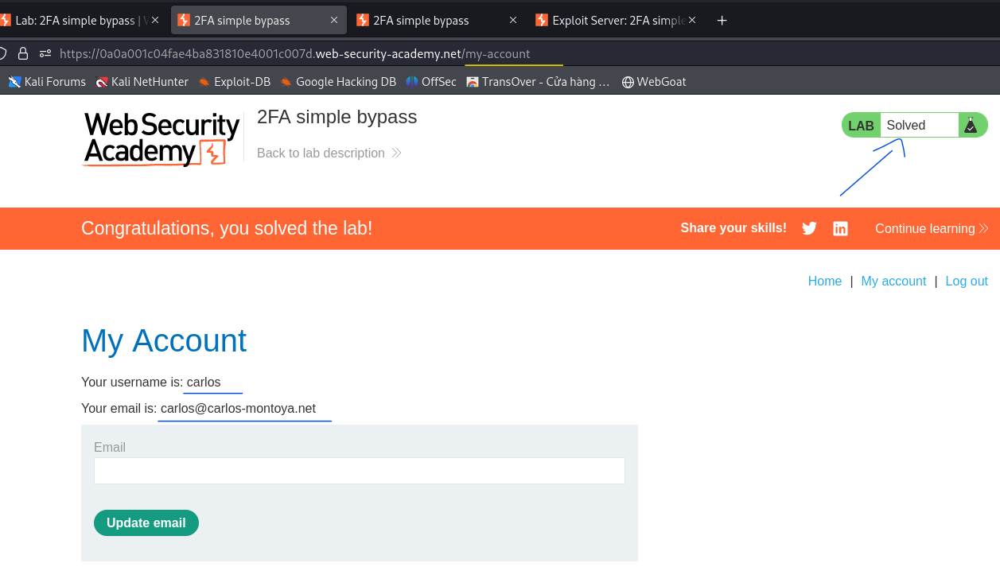 Lab: 2FA simple bypass | W
2FA simple bypass
2FA simple bypass
Exploit Server: 2FA simple
https://0a0a001c04fae4ba831810e4001c007d.web-security-academy.net/my-account
Kali Forums Kali NetHunter Exploit-DB Google Hacking DB OffSec TransOver - Cửa hàng … WebGoat
WebSecurity
Academy
2FA simple bypass
Back to lab description
LAB Solved
Congratulations, you solved the lab!
Share your skills!
Continue learning
Home | My account | Log out
My Account
Your username is: carlos
Your email is: carlos@carlos-montoya.net
Email
Update email